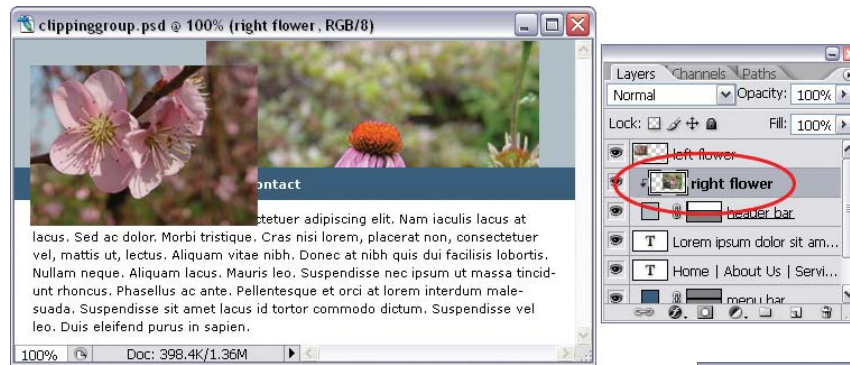 clippinggroup.psd @ 100% (right flower, RGB/8)
ontact
ctetuer adipiscing elit. Nam iaculis lacus at
lacus. Sed ac dolor. Morbi tristique. Cras nisi lorem, placerat non, consectetuer
vel, mattis ut, lectus. Aliquam vitae nibh. Donec at nibh quis dui facilisis lobortis.
Nullam neque. Aliquam lacus. Mauris leo. Suspendisse nec ipsum ut massa tincid-
unt rhoncus. Phasellus ac ante. Pellentesque et orci at lorem interdum male-
suada. Suspendisse sit amet lacus id tortor commodo dictum. Suspendisse vel
leo. Duis eleifend purus in sapien.
100% Doc: 398.4K/1.36M
Layers Channels Paths
Normal Opacity: 100%
Lock: Fill: 100%
left flower
right flower
header bar
T Lorem ipsum dolor sit am...
T Home | About Us | Servi...
menu bar